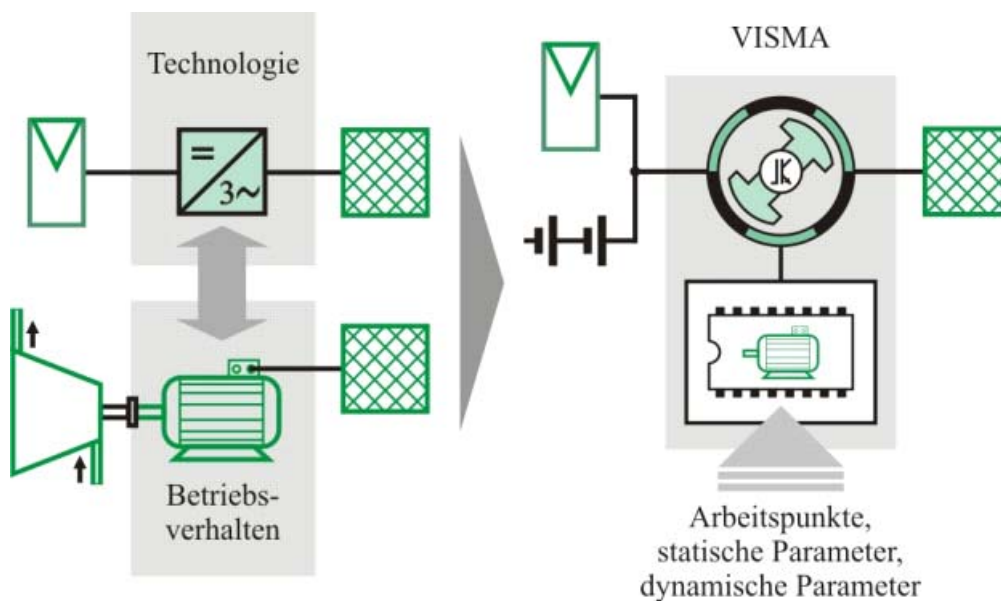 Technologie
=
3~
Betriebs-
verhalten
VISMA
Arbeitspunkte,
statische Parameter,
dynamische Parameter